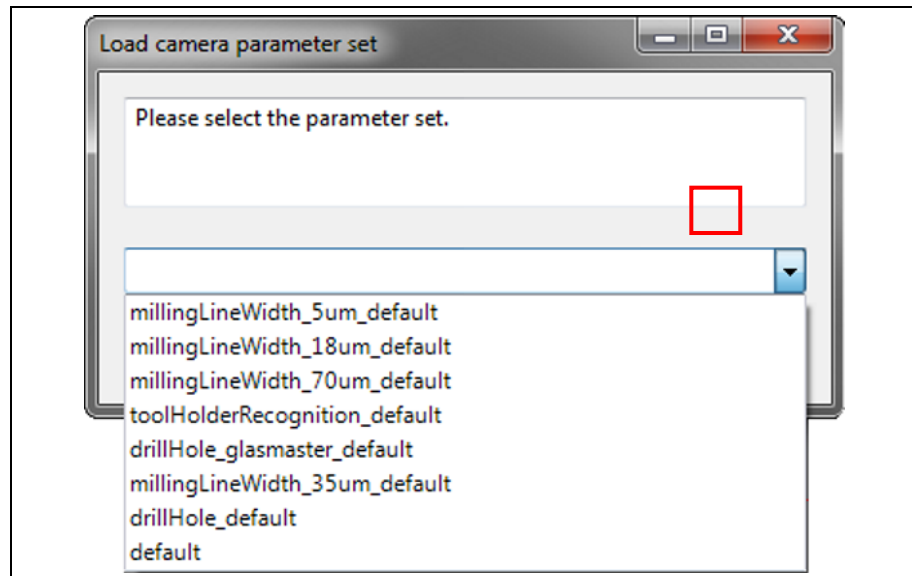 Load camera parameter set
Please select the parameter set.
millingLineWidth_5um_default
millingLineWidth_18um_default
millingLineWidth_70um_default
toolHolderRecognition_default
drillHole_glasmaster_default
millingLineWidth_35um_default
drillHole_default
default